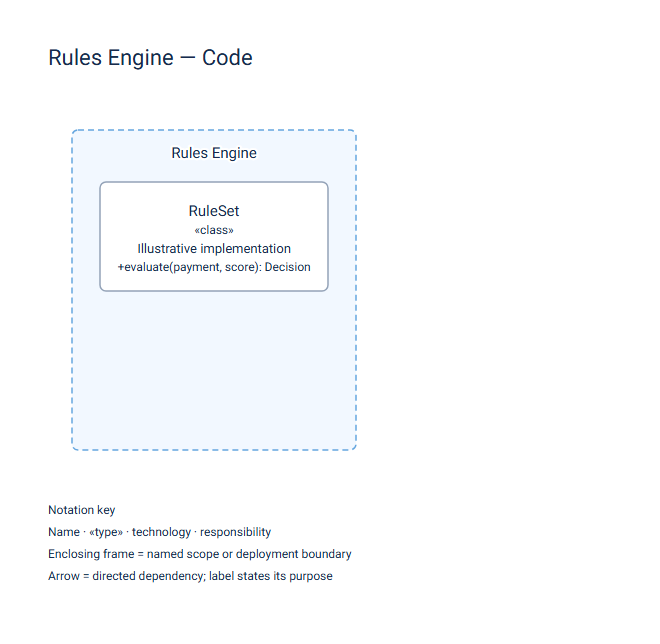 Rules Engine — Code
Rules Engine
RuleSet
«class»
Illustrative implementation
+evaluate(payment, score): Decision
Notation key
Name · «type» · technology · responsibility
Enclosing frame = named scope or deployment boundary
Arrow = directed dependency; label states its purpose